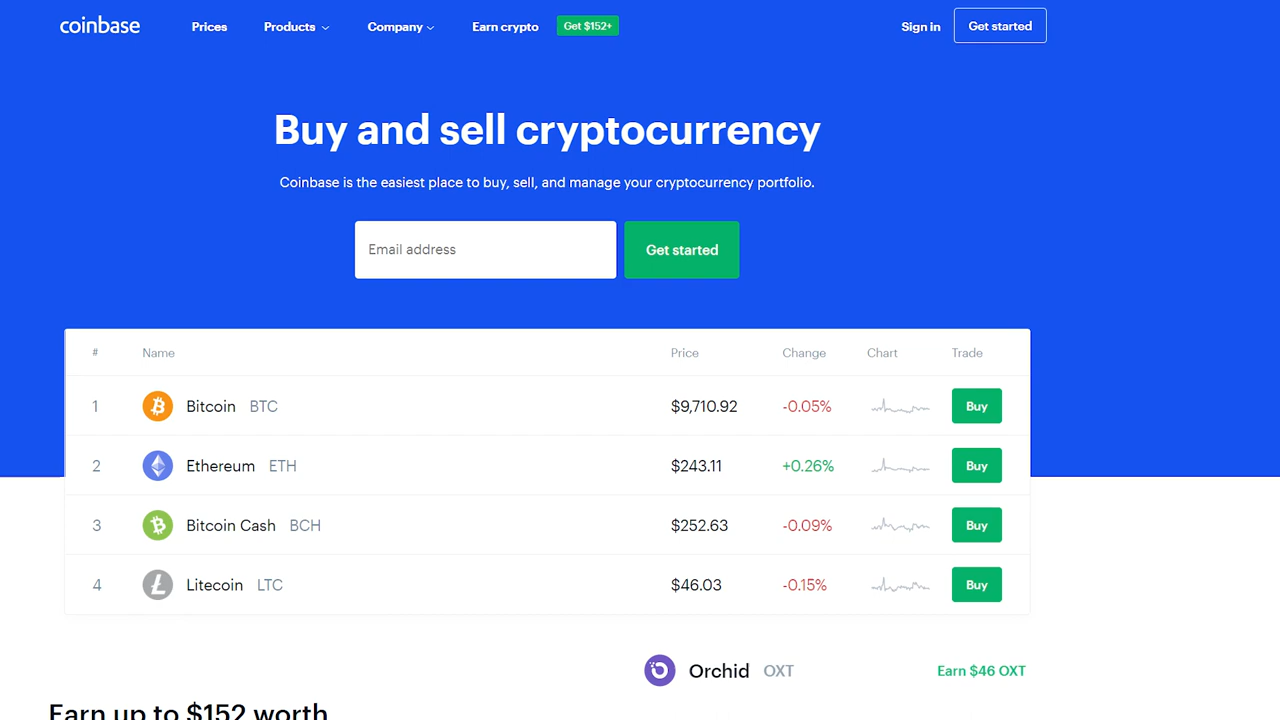 coinbase Prices Products Company Earn crypto Get $152+ Sign in Get started
Buy and sell cryptocurrency
Coinbase is the easiest place to buy, sell, and manage your cryptocurrency portfolio.
Email address Get started
# Name Price Change Chart Trade
1 Bitcoin BTC $9,710.92 -0.05% Buy
2 Ethereum ETH $243.11 +0.26% Buy
3 Bitcoin Cash BCH $252.63 -0.09% Buy
4 Litecoin LTC $46.03 -0.15% Buy
Orchid OXT Earn $46 OXT
Earn up to $152 worth